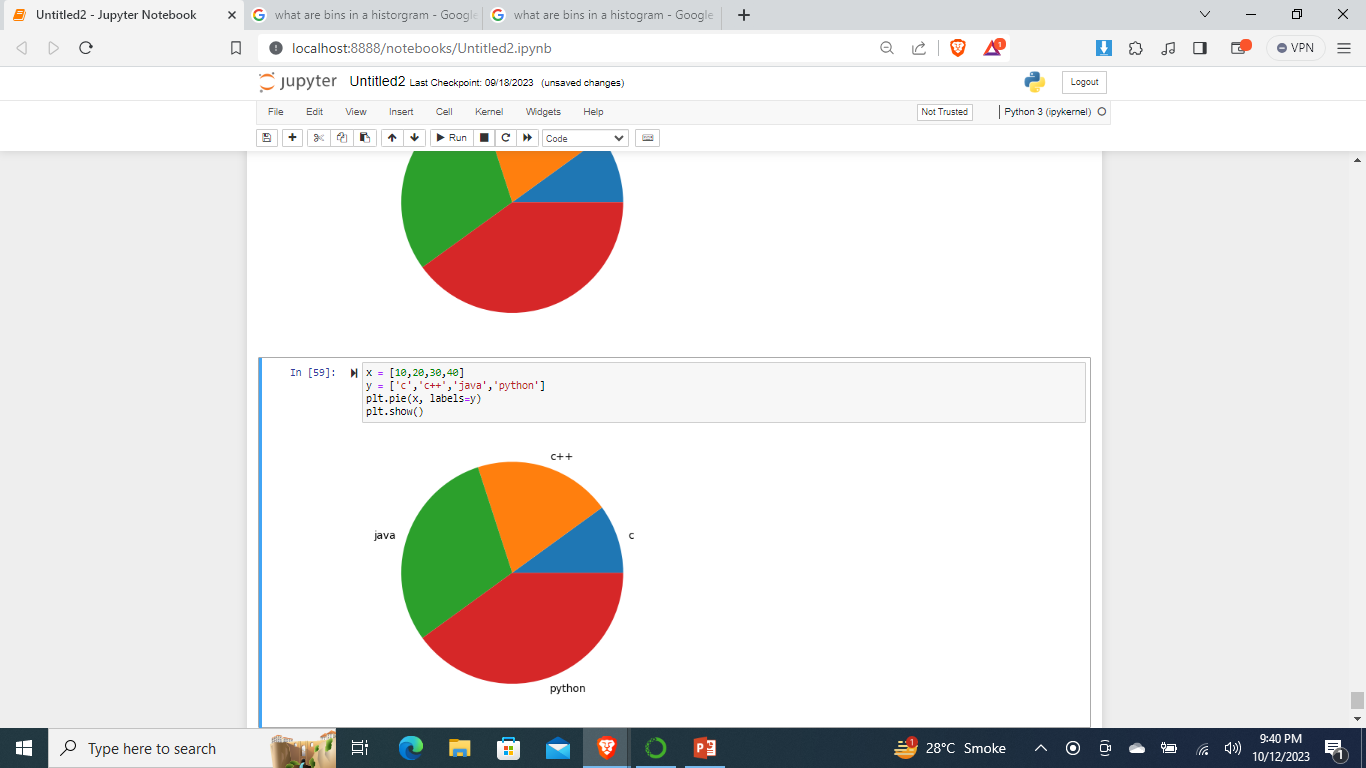 Untitled2 - Jupyter Notebook
what are bins in a historgram - Google
what are bins in a histogram - Google
localhost:8888/notebooks/Untitled2.ipynb
1
VPN
jupyter Untitled2 Last Checkpoint: 09/18/2023 (unsaved changes)
Logout
File Edit View Insert Cell Kernel Widgets Help
Not Trusted
Python 3 (ipykernel)
Run
Code
In [59]:
x = [10,20,30,40]
y = ['c','c++','java','python']
plt.pie(x, labels=y)
plt.show()
c++
java
c
python
Type here to search
1
28°C Smoke
9:40 PM
10/12/2023
1